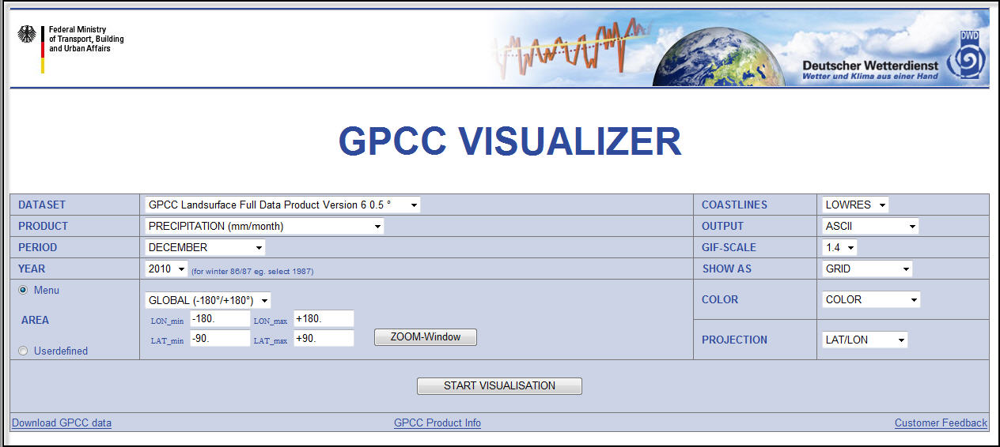 Federal Ministry
of Transport, Building
and Urban Affairs
DWD
Deutscher Wetterdienst
Wetter und Klima aus einer Hand
GPCC VISUALIZER
DATASET GPCC Landsurface Full Data Product Version 6 0.5 ° COASTLINES LOWRES
PRODUCT PRECIPITATION (mm/month) OUTPUT ASCII
PERIOD DECEMBER GIF-SCALE 1.4
YEAR 2010 (for winter 86/87 eg. select 1987) SHOW AS GRID
Menu
GLOBAL (-180°/+180°) COLOR COLOR
AREA LON_min -180. LON_max +180.
LAT_min -90. LAT_max +90. ZOOM-Window PROJECTION LAT/LON
Userdefined
START VISUALISATION
Download GPCC data GPCC Product Info Customer Feedback